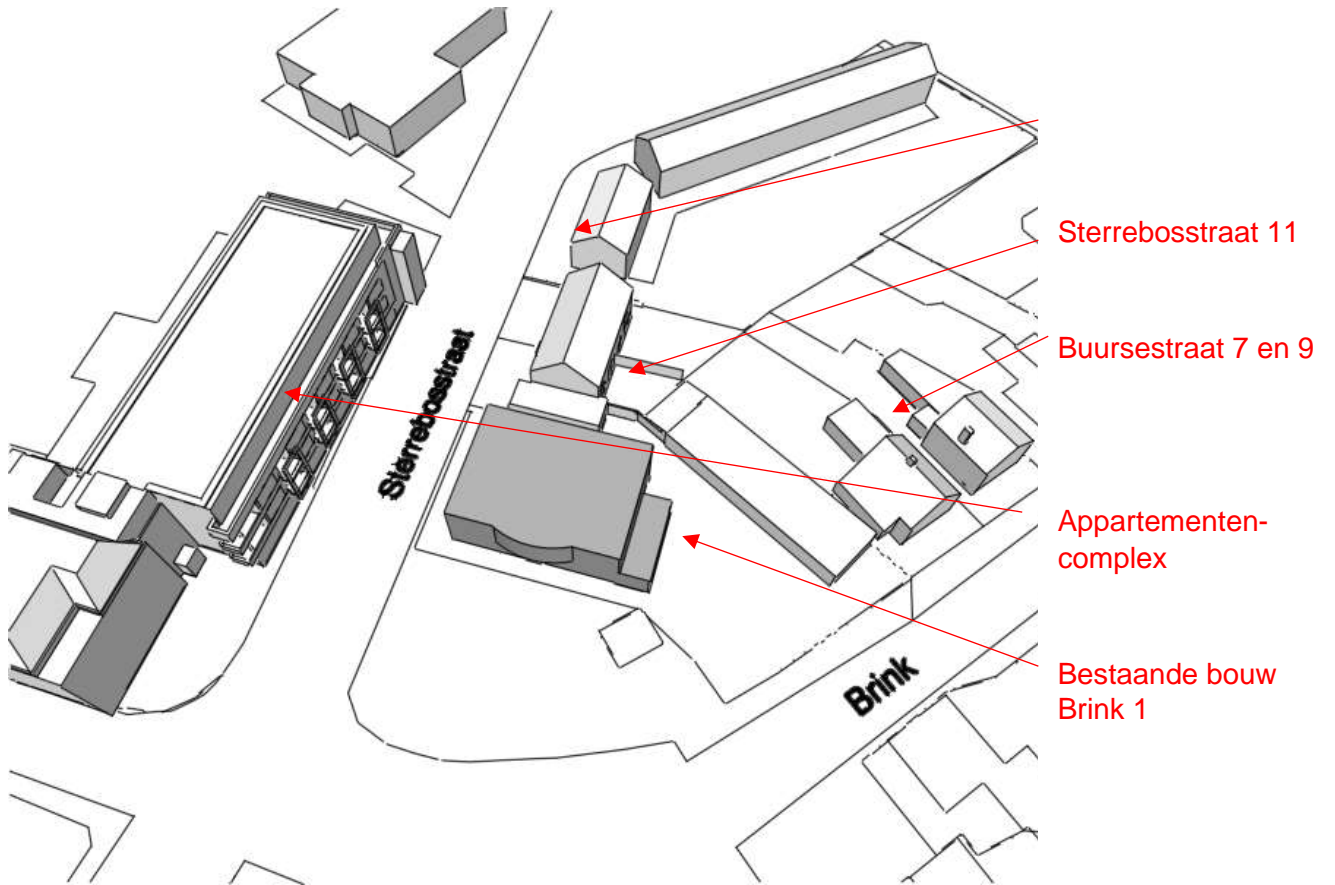 Sterrebosstraat 11
Buursestraat 7 en 9
Sterrebosstraat
Appartementen-
complex
Bestaande bouw
Brink 1
Brink